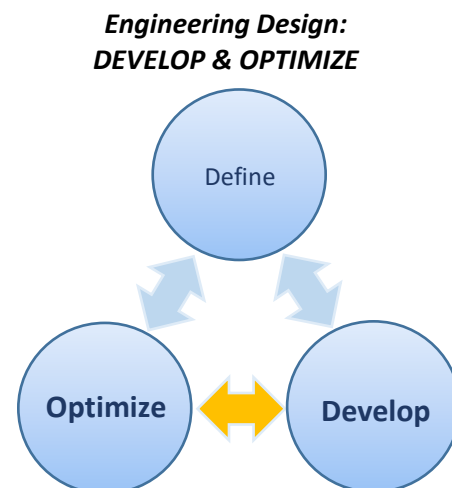 Engineering Design:
DEVELOP & OPTIMIZE
Define
Optimize
Develop